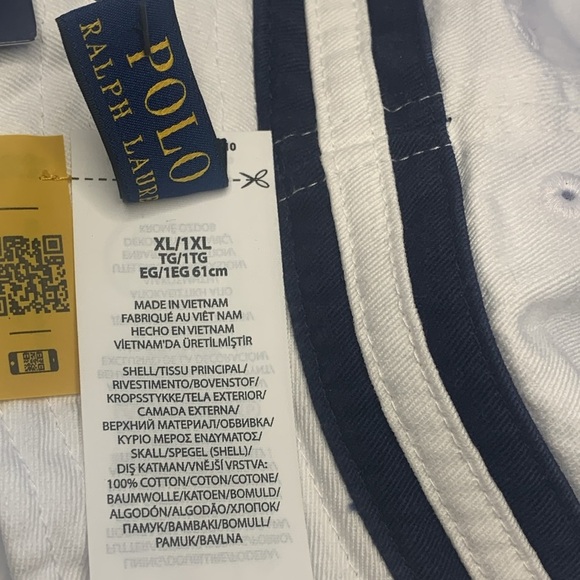 POLO
RALPH LAURE
XL/1XL
TG/1TG
EG/1EG 61cm
MADE IN VIETNAM
FABRIQUÉ AU VIÊT NAM
HECHO EN VIETNAM
VİETNAM'DA ÜRETİLMİŞTİR
SHELL/TISSU PRINCIPAL/
RIVESTIMENTO/BOVENSTOF/
KROPSSTYKKE/TELA EXTERIOR/
CAMADA EXTERNA/
ВЕРХНИЙ МАТЕРИАЛ/ОБВИВКА/
ΚΥΡΙΟ ΜΕΡΟΣ ΕΝΔΥΜΑΤΟΣ/
SKALL/SPEGEL (SHELL)/
DIŞ KATMAN/VNĚJŠÍ VRSTVA:
100% COTTON/COTON/COTONE/
BAUMWOLLE/KATOEN/BOMULD/
ALGODÓN/ALGODÃO/ХЛОПОК/
ПАМУК/ΒΑΜΒΑΚΙ/BOMULL/
PAMUK/BAVLNA